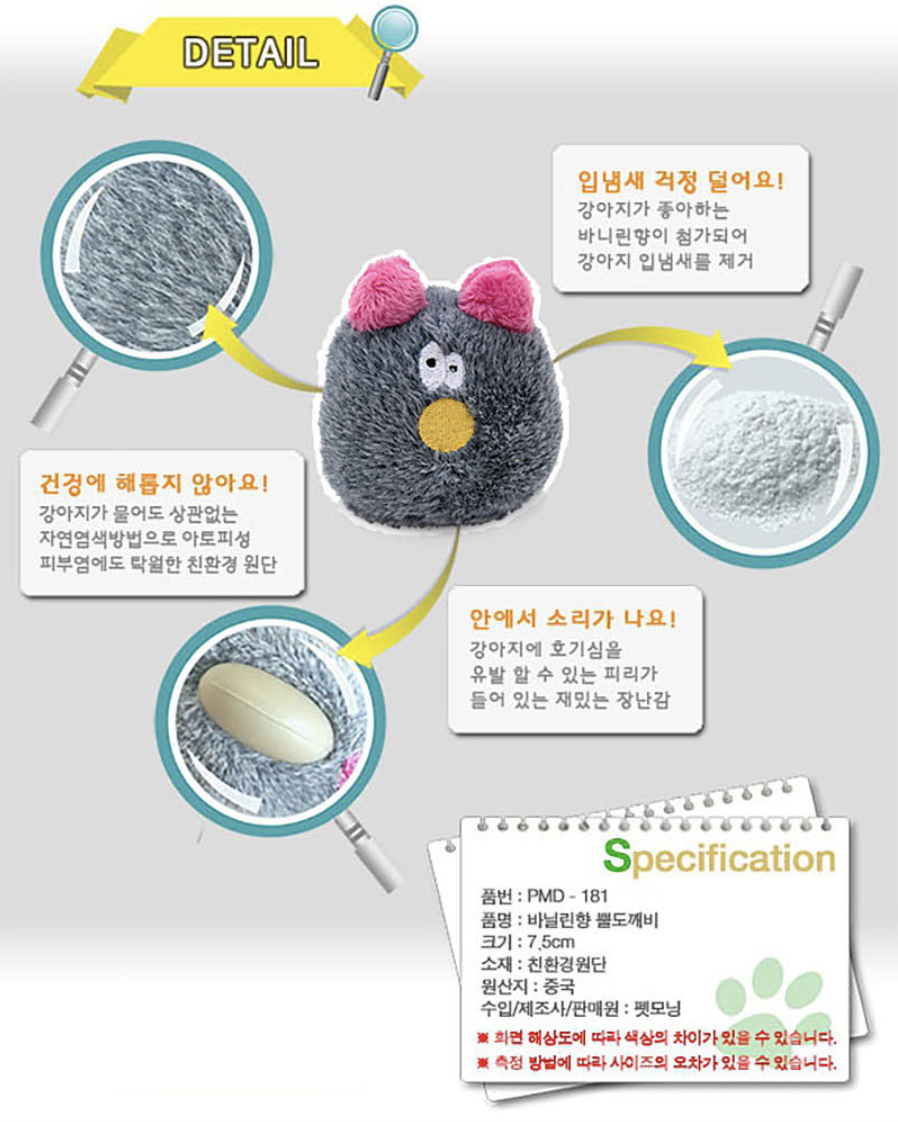 DETAIL
입냄새 걱정 덜어요!
강아지가 좋아하는
바니린향이 첨가되어
강아지 입냄새를 제거
건강에 해롭지 않아요!
강아지가 물어도 상관없는
자연염색방법으로 아토피성
피부염에도 탁월한 친환경 원단
안에서 소리가 나요!
강아지에 호기심을
유발 할 수 있는 피리가
들어 있는 재밌는 장난감
Specification
품번 : PMD - 181
품명 : 바닐린향 뿔도깨비
크기 : 7.5cm
소재 : 친환경원단
원산지 : 중국
수입/제조사/판매원 : 펫모닝
※ 화면 해상도에 따라 색상의 차이가 있을 수 있습니다.
※ 측정 방법에 따라 사이즈의 오차가 있을 수 있습니다.